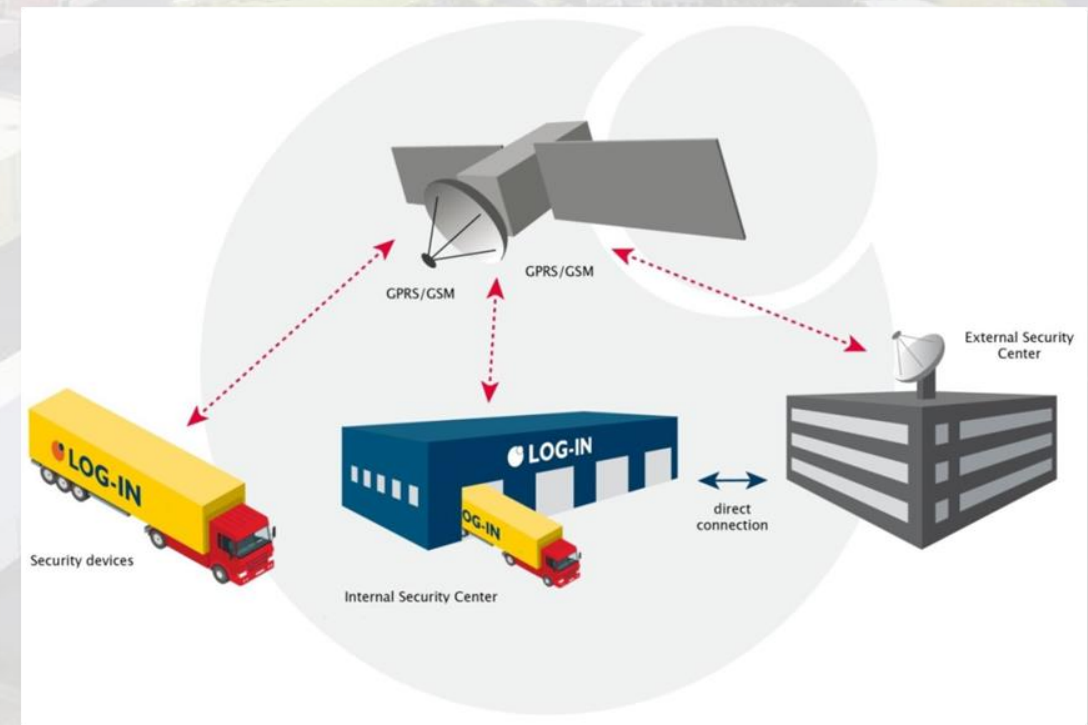 GPRS/GSM
GPRS/GSM
External Security
Center
LOG-IN
Security devices
LOG-IN
OG-IN
Internal Security Center
direct
connection